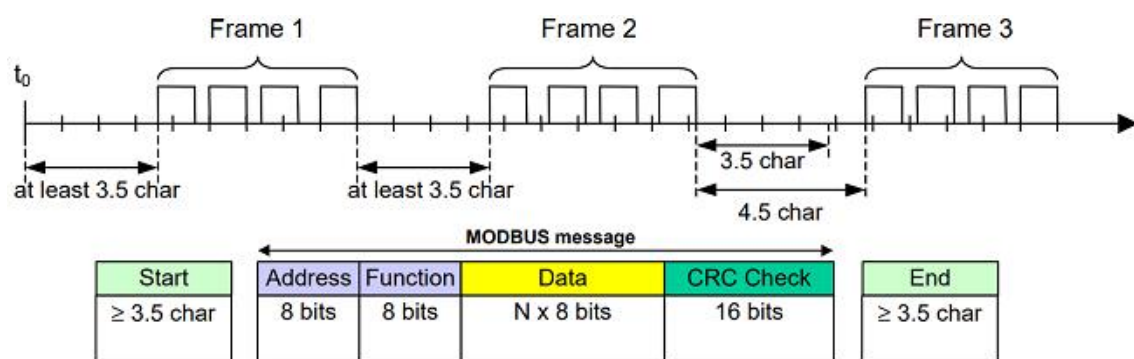 Frame 1 Frame 2 Frame 3
t0
at least 3.5 char at least 3.5 char 3.5 char
4.5 char
MODBUS message
Start Address Function Data CRC Check End
≥ 3.5 char 8 bits 8 bits N x 8 bits 16 bits ≥ 3.5 char